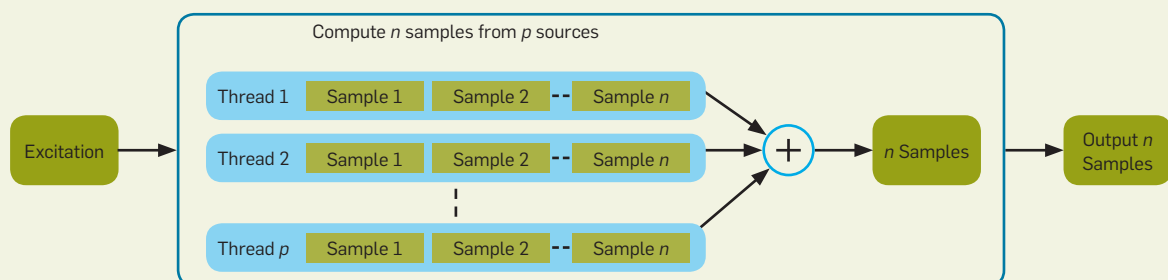 Compute n samples from p sources
Excitation
Thread 1 Sample 1 Sample 2 Sample n
Thread 2 Sample 1 Sample 2 Sample n
Thread p Sample 1 Sample 2 Sample n
+
n Samples
Output n
Samples